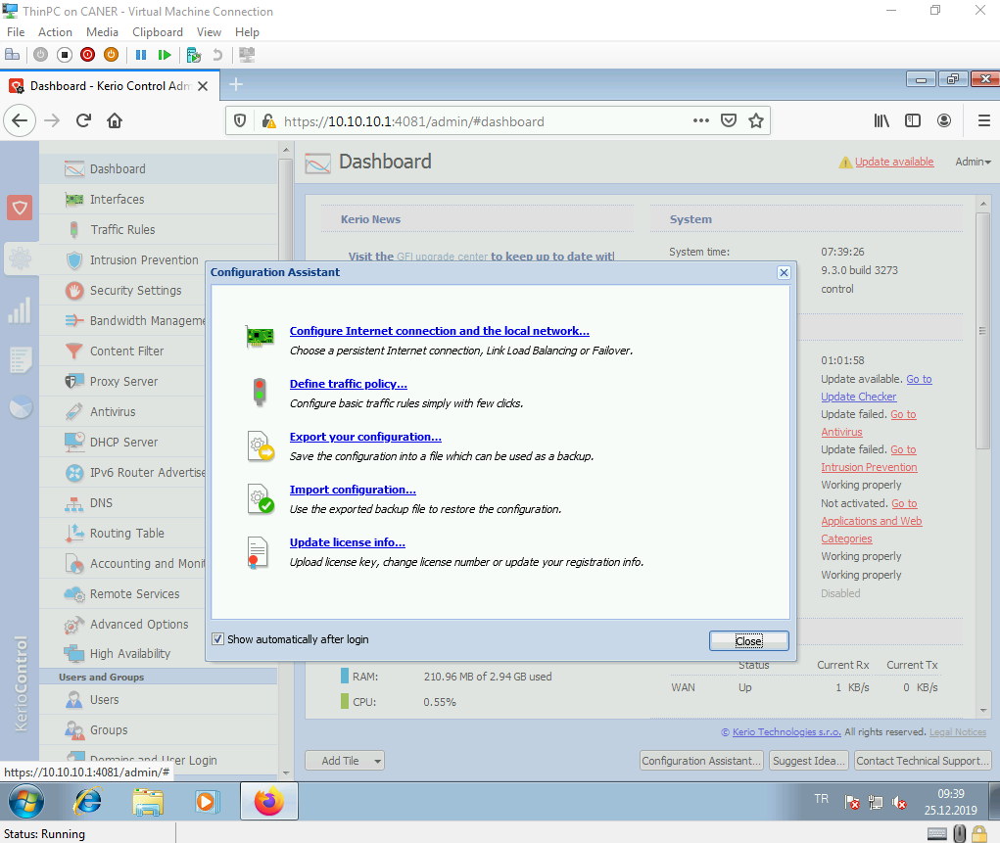 ThinPC on CANER - Virtual Machine Connection
File Action Media Clipboard View Help
Dashboard - Kerio Control Adm
https://10.10.10.1:4081/admin/#dashboard
Dashboard
Update available
Admin
Dashboard
Interfaces
Traffic Rules
Intrusion Prevention
Security Settings
Bandwidth Manageme
Content Filter
Proxy Server
Antivirus
DHCP Server
IPv6 Router Advertise
DNS
Routing Table
Accounting and Monit
Remote Services
Advanced Options
High Availability
Users and Groups
Users
Groups
Domains and User Login
KerioControl
Kerio News
Visit the GFI upgrade center to keep up to date with
System
System time:
07:39:26
9.3.0 build 3273
control
01:01:58
Update available. Go to
Update Checker
Update failed. Go to
Antivirus
Update failed. Go to
Intrusion Prevention
Working properly
Not activated. Go to
Applications and Web
Categories
Working properly
Working properly
Disabled
Configuration Assistant
Configure Internet connection and the local network...
Choose a persistent Internet connection, Link Load Balancing or Failover.
Define traffic policy...
Configure basic traffic rules simply with few clicks.
Export your configuration...
Save the configuration into a file which can be used as a backup.
Import configuration...
Use the exported backup file to restore the configuration.
Update license info...
Upload license key, change license number or update your registration info.
Show automatically after login
Close
RAM: 210.96 MB of 2.94 GB used
CPU: 0.55%
Status Current Rx Current Tx
WAN Up 1 KB/s 0 KB/s
© Kerio Technologies s.r.o. All rights reserved. Legal Notices
Add Tile
Configuration Assistant...
Suggest Idea...
Contact Technical Support...
https://10.10.10.1:4081/admin/#
TR
09:39
25.12.2019
Status: Running